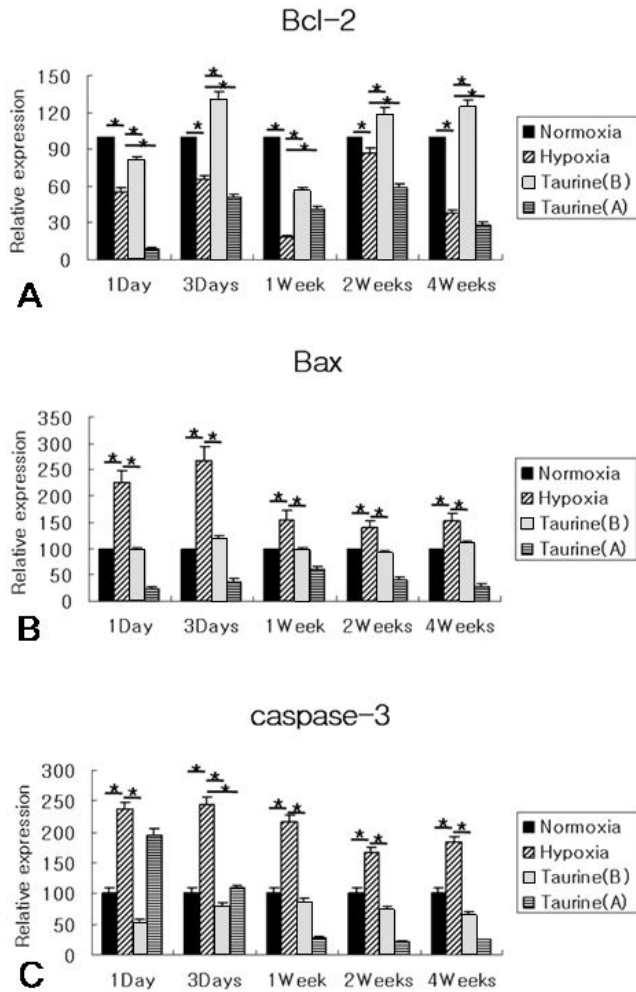 Bcl-2
Relative expression
150
120
90
60
30
0
* * *
* * *
* * *
* * *
* * *
1Day 3Days 1Week 2Weeks 4Weeks
Normoxia
Hypoxia
Taurine(B)
Taurine(A)
A
Bax
Relative expression
350
300
250
200
150
100
50
0
* *
* *
* *
* *
* *
1Day 3Days 1Week 2Weeks 4Weeks
Normoxia
Hypoxia
Taurine(B)
Taurine(A)
B
caspase-3
Relative expression
300
250
200
150
100
50
0
* *
* * *
* *
* *
* *
1Day 3Days 1Week 2Weeks 4Weeks
Normoxia
Hypoxia
Taurine(B)
Taurine(A)
C